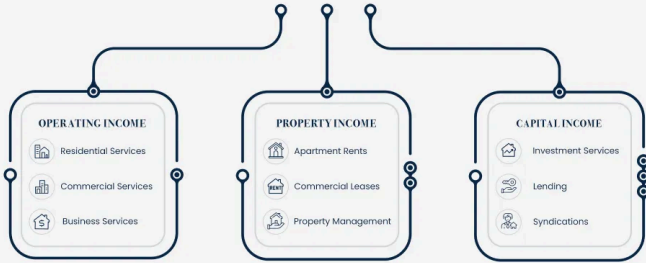 OPERATING INCOME
Residential Services
Commercial Services
Business Services
PROPERTY INCOME
Apartment Rents
RENT
Commercial Leases
Property Management
CAPITAL INCOME
Investment Services
Lending
Syndications